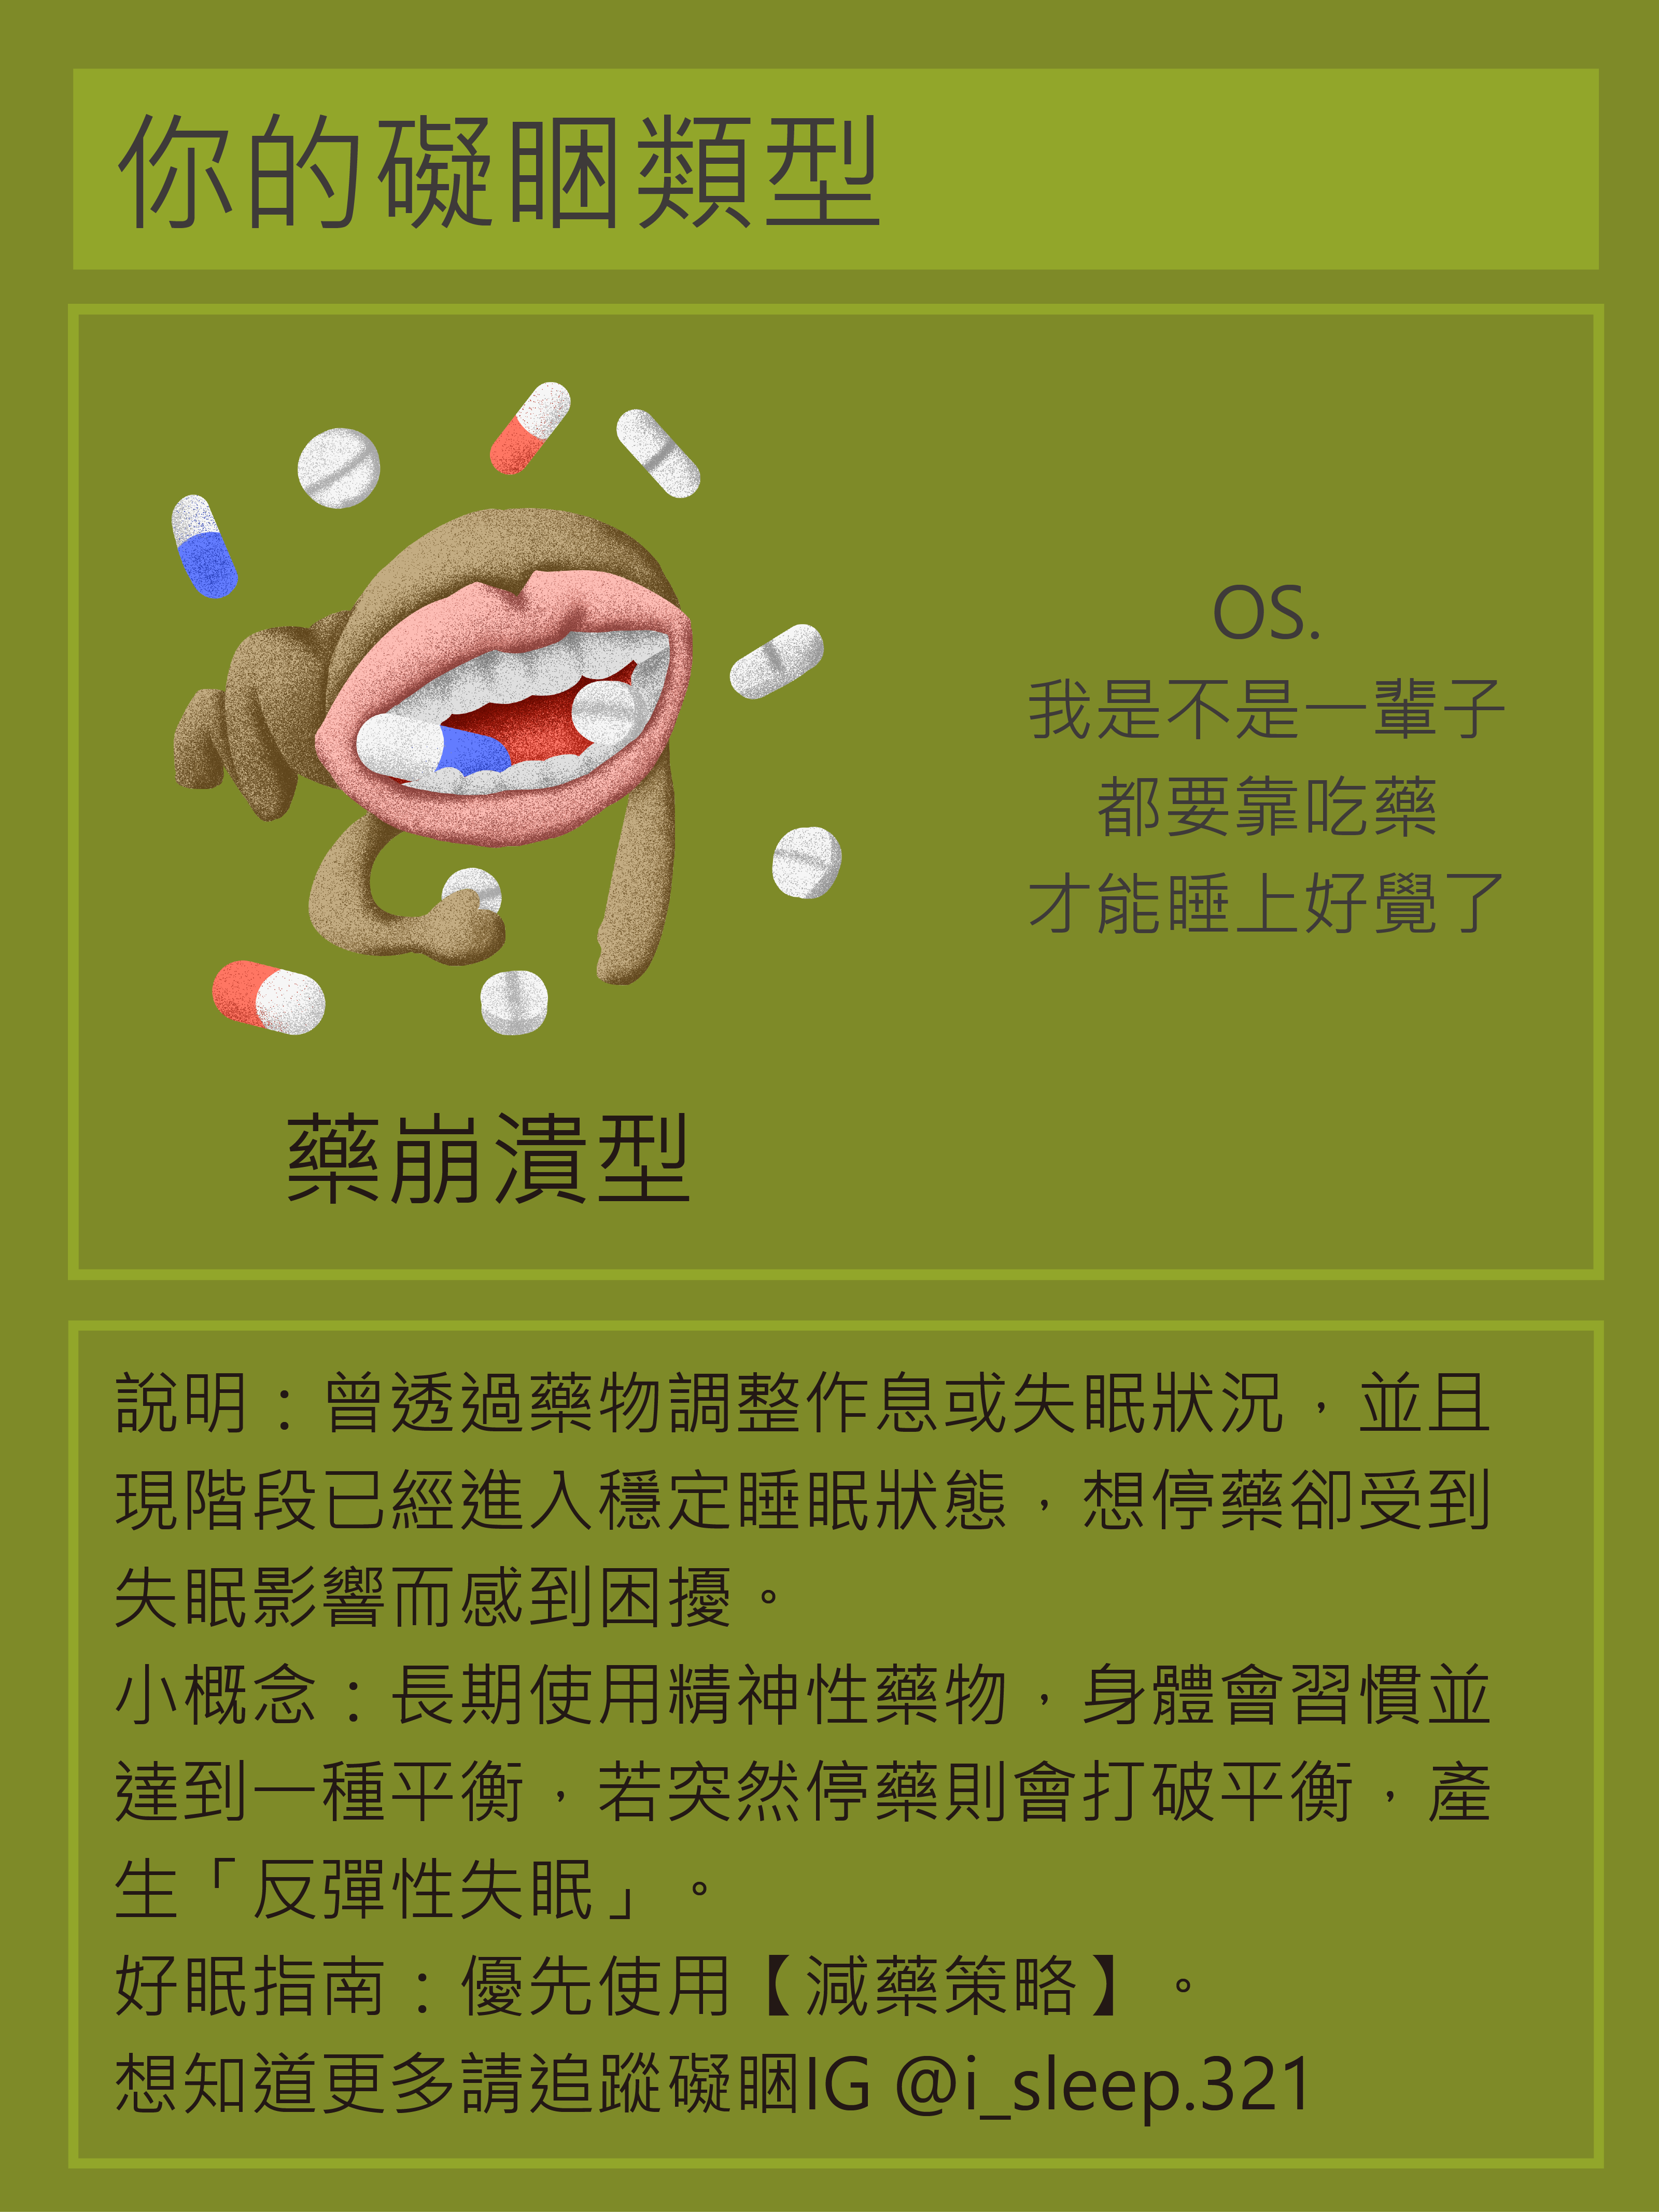 你的礙睏類型
OS.
我是不是一輩子
都要靠吃藥
才能睡上好覺了
藥崩潰型
說明：曾透過藥物調整作息或失眠狀況，並且
現階段已經進入穩定睡眠狀態，想停藥卻受到
失眠影響而感到困擾。
小概念：長期使用精神性藥物，身體會習慣並
達到一種平衡，若突然停藥則會打破平衡，產
生「反彈性失眠」。
好眠指南：優先使用【減藥策略】。
想知道更多請追蹤礙睏IG @i_sleep.321